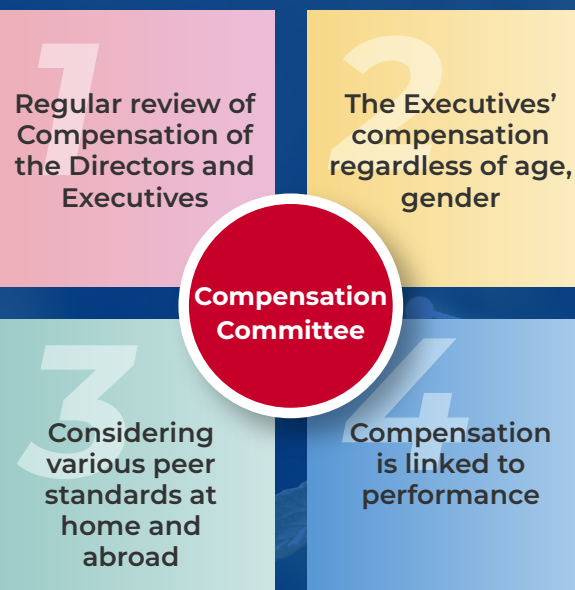 1
Regular review of
Compensation of
the Directors and
Executives
2
The Executives’
compensation
regardless of age,
gender
Compensation
Committee
3
Considering
various peer
standards at
home and
abroad
4
Compensation
is linked to
performance